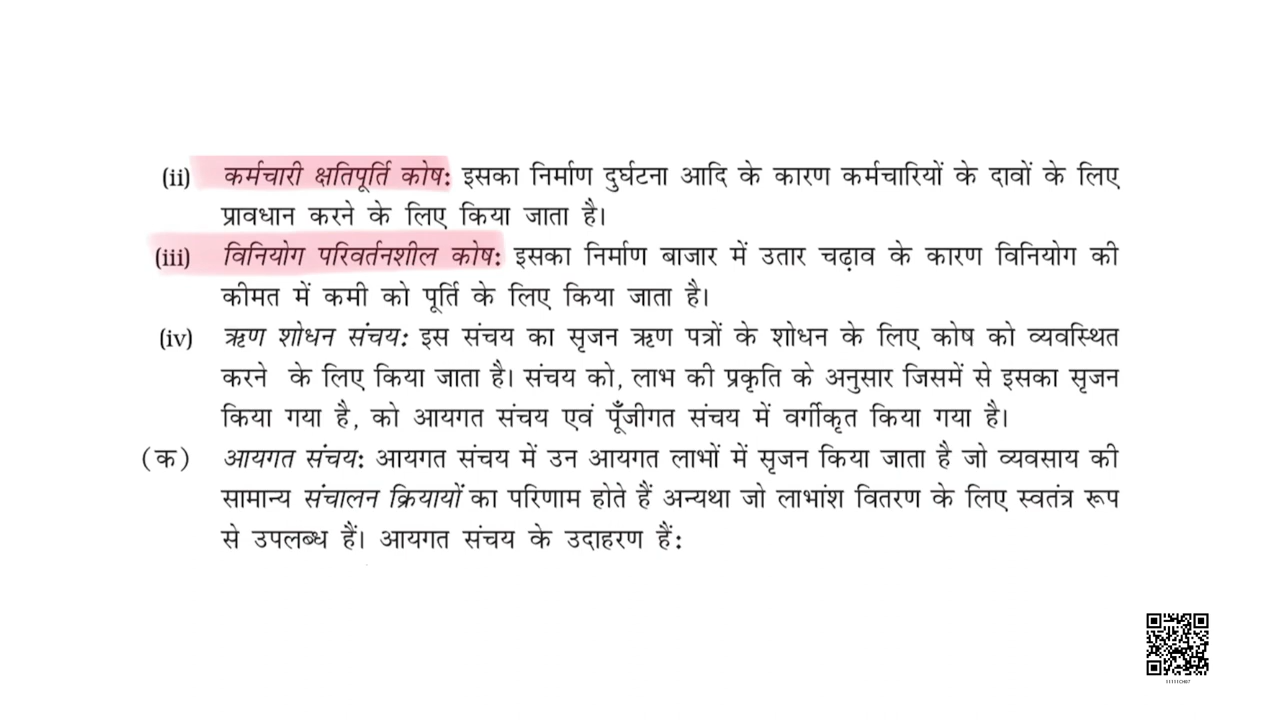 (ii) कर्मचारी क्षतिपूर्ति कोष: इसका निर्माण दुर्घटना आदि के कारण कर्मचारियों के दावों के लिए
प्रावधान करने के लिए किया जाता है।
(iii) विनियोग परिवर्तनशील कोष: इसका निर्माण बाजार में उतार चढ़ाव के कारण विनियोग की
कीमत में कमी को पूर्ति के लिए किया जाता है।
(iv) ऋण शोधन संचय: इस संचय का सृजन ऋण पत्रों के शोधन के लिए कोष को व्यवस्थित
करने के लिए किया जाता है। संचय को, लाभ की प्रकृति के अनुसार जिसमें से इसका सृजन
किया गया है, को आयगत संचय एवं पूँजीगत संचय में वर्गीकृत किया गया है।
(क) आयगत संचय: आयगत संचय में उन आयगत लाभों में सृजन किया जाता है जो व्यवसाय की
सामान्य संचालन क्रियायों का परिणाम होते हैं अन्यथा जो लाभांश वितरण के लिए स्वतंत्र रूप
से उपलब्ध हैं। आयगत संचय के उदाहरण हैं:
11111CH07